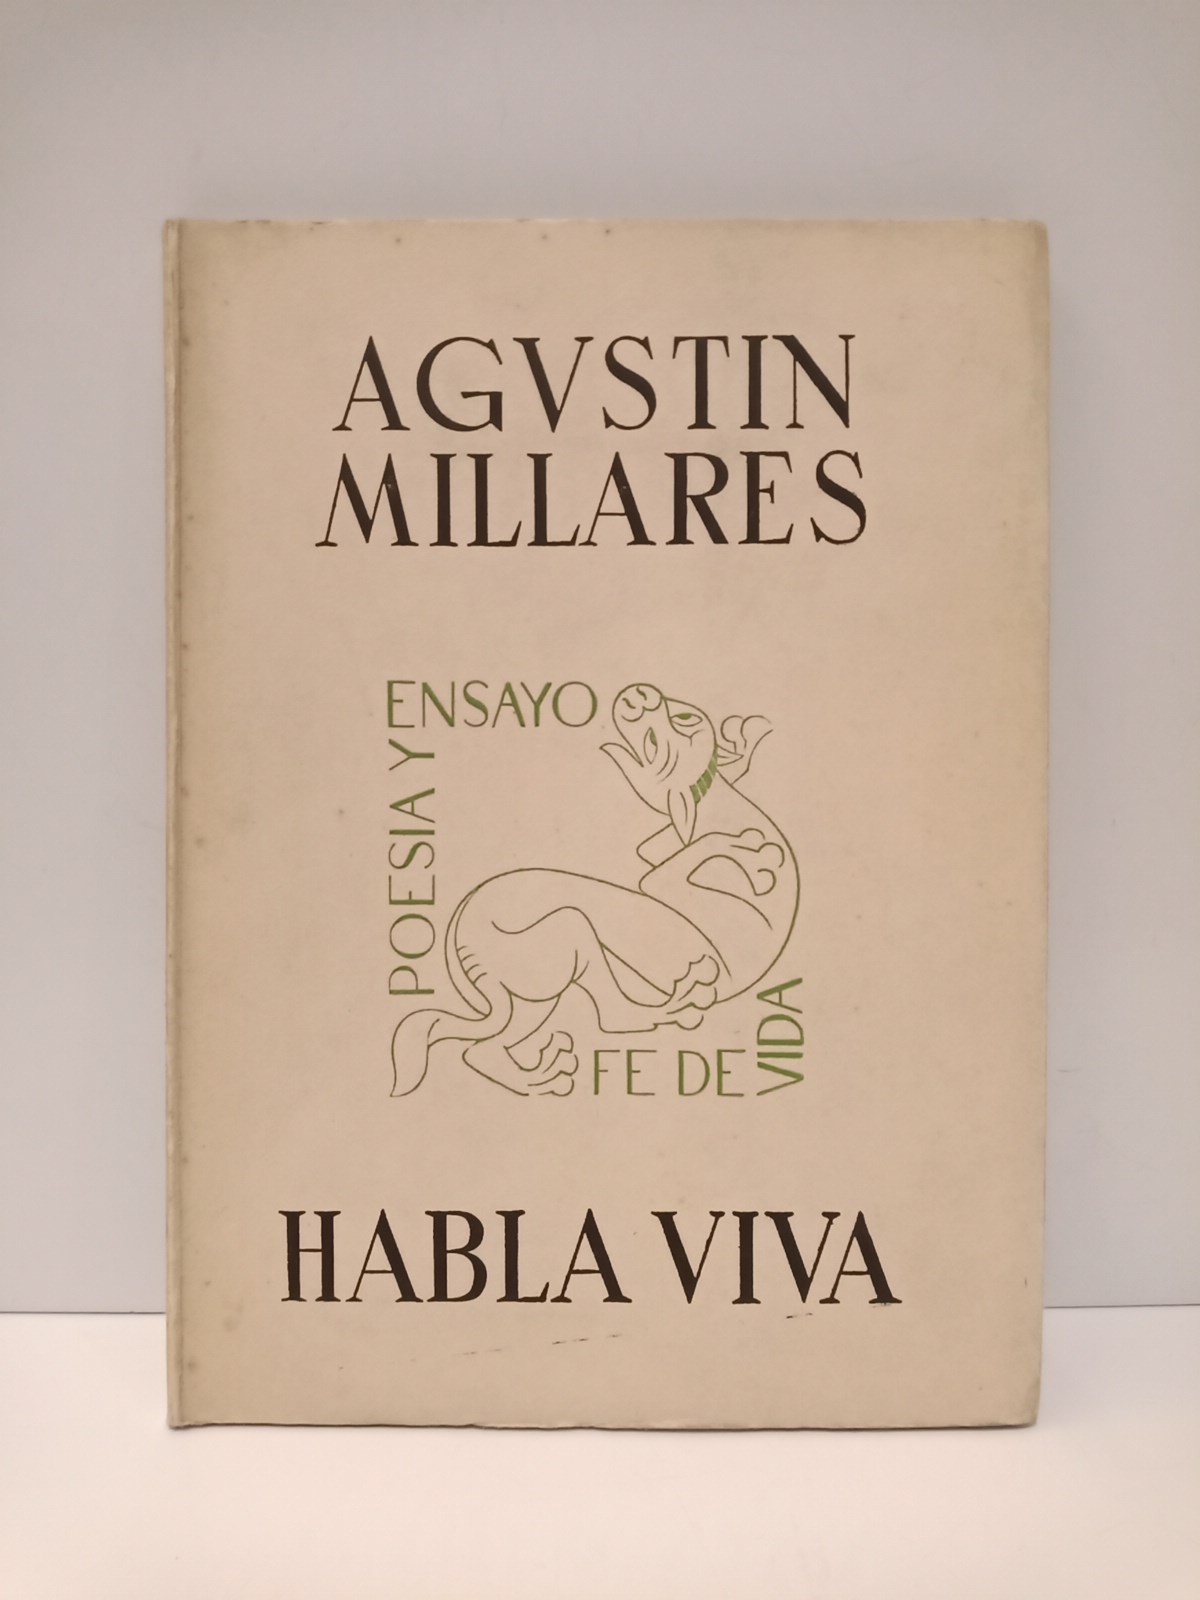 AGVSTIN
MILLARES
POESIA Y
ENSAYO
FE DE
VIDA
HABLA VIVA